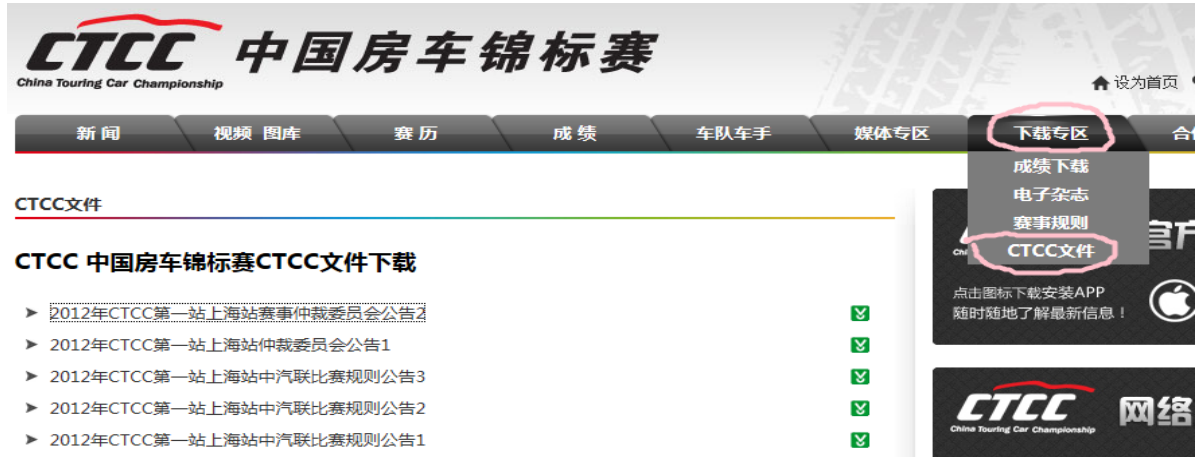 CTCC 中国房车锦标赛
China Touring Car Championship
设为首页
新闻 视频 图库 赛历 成绩 车队车手 媒体专区 下载专区
成绩下载
电子杂志
赛事规则
CTCC文件
CTCC文件
CTCC 中国房车锦标赛CTCC文件下载
2012年CTCC第一站上海站赛事仲裁委员会公告2
2012年CTCC第一站上海站仲裁委员会公告1
2012年CTCC第一站上海站中汽联比赛规则公告3
2012年CTCC第一站上海站中汽联比赛规则公告2
2012年CTCC第一站上海站中汽联比赛规则公告1
官方
点击图标下载安装APP
随时随地了解最新信息！
CTCC 网络
China Touring Car Championship